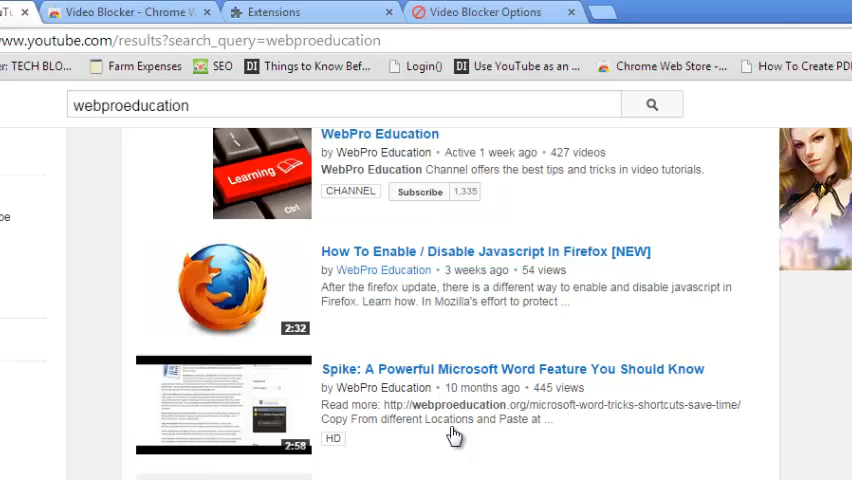 Video Blocker - Chrome W
Extensions
Video Blocker Options
www.youtube.com/results?search_query=webproeducation
er: TECH BLO...
Farm Expenses
SEO
DI Things to Know Bef...
Login()
DI Use YouTube as an ...
Chrome Web Store -...
How To Create PD
webproeducation
WebPro Education
by WebPro Education • Active 1 week ago • 427 videos
WebPro Education Channel offers the best tips and tricks in video tutorials.
CHANNEL Subscribe 1,335
Learning
Ctrl
be
How To Enable / Disable Javascript In Firefox [NEW]
by WebPro Education • 3 weeks ago • 54 views
After the firefox update, there is a different way to enable and disable javascript in
Firefox. Learn how. In Mozilla's effort to protect ...
2:32
Spike: A Powerful Microsoft Word Feature You Should Know
by WebPro Education • 10 months ago • 445 views
Read more: http://webproeducation.org/microsoft-word-tricks-shortcuts-save-time/
Copy From different Locations and Paste at ...
HD
2:58